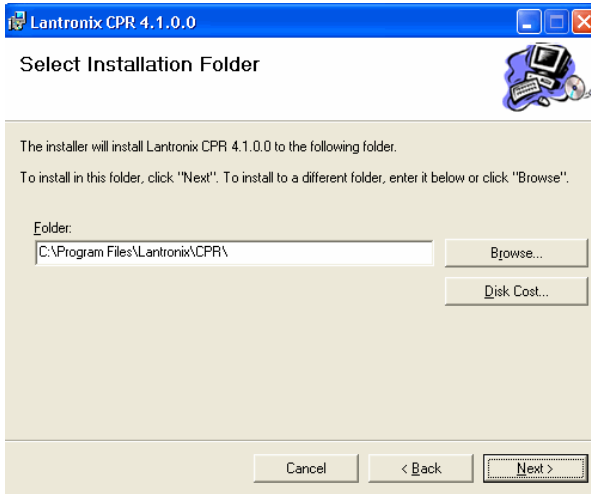 Lantronix CPR 4.1.0.0
Select Installation Folder
The installer will install Lantronix CPR 4.1.0.0 to the following folder.
To install in this folder, click "Next". To install to a different folder, enter it below or click "Browse".
Folder:
C:\Program Files\Lantronix\CPR\
Browse...
Disk Cost...
Cancel
< Back
Next >